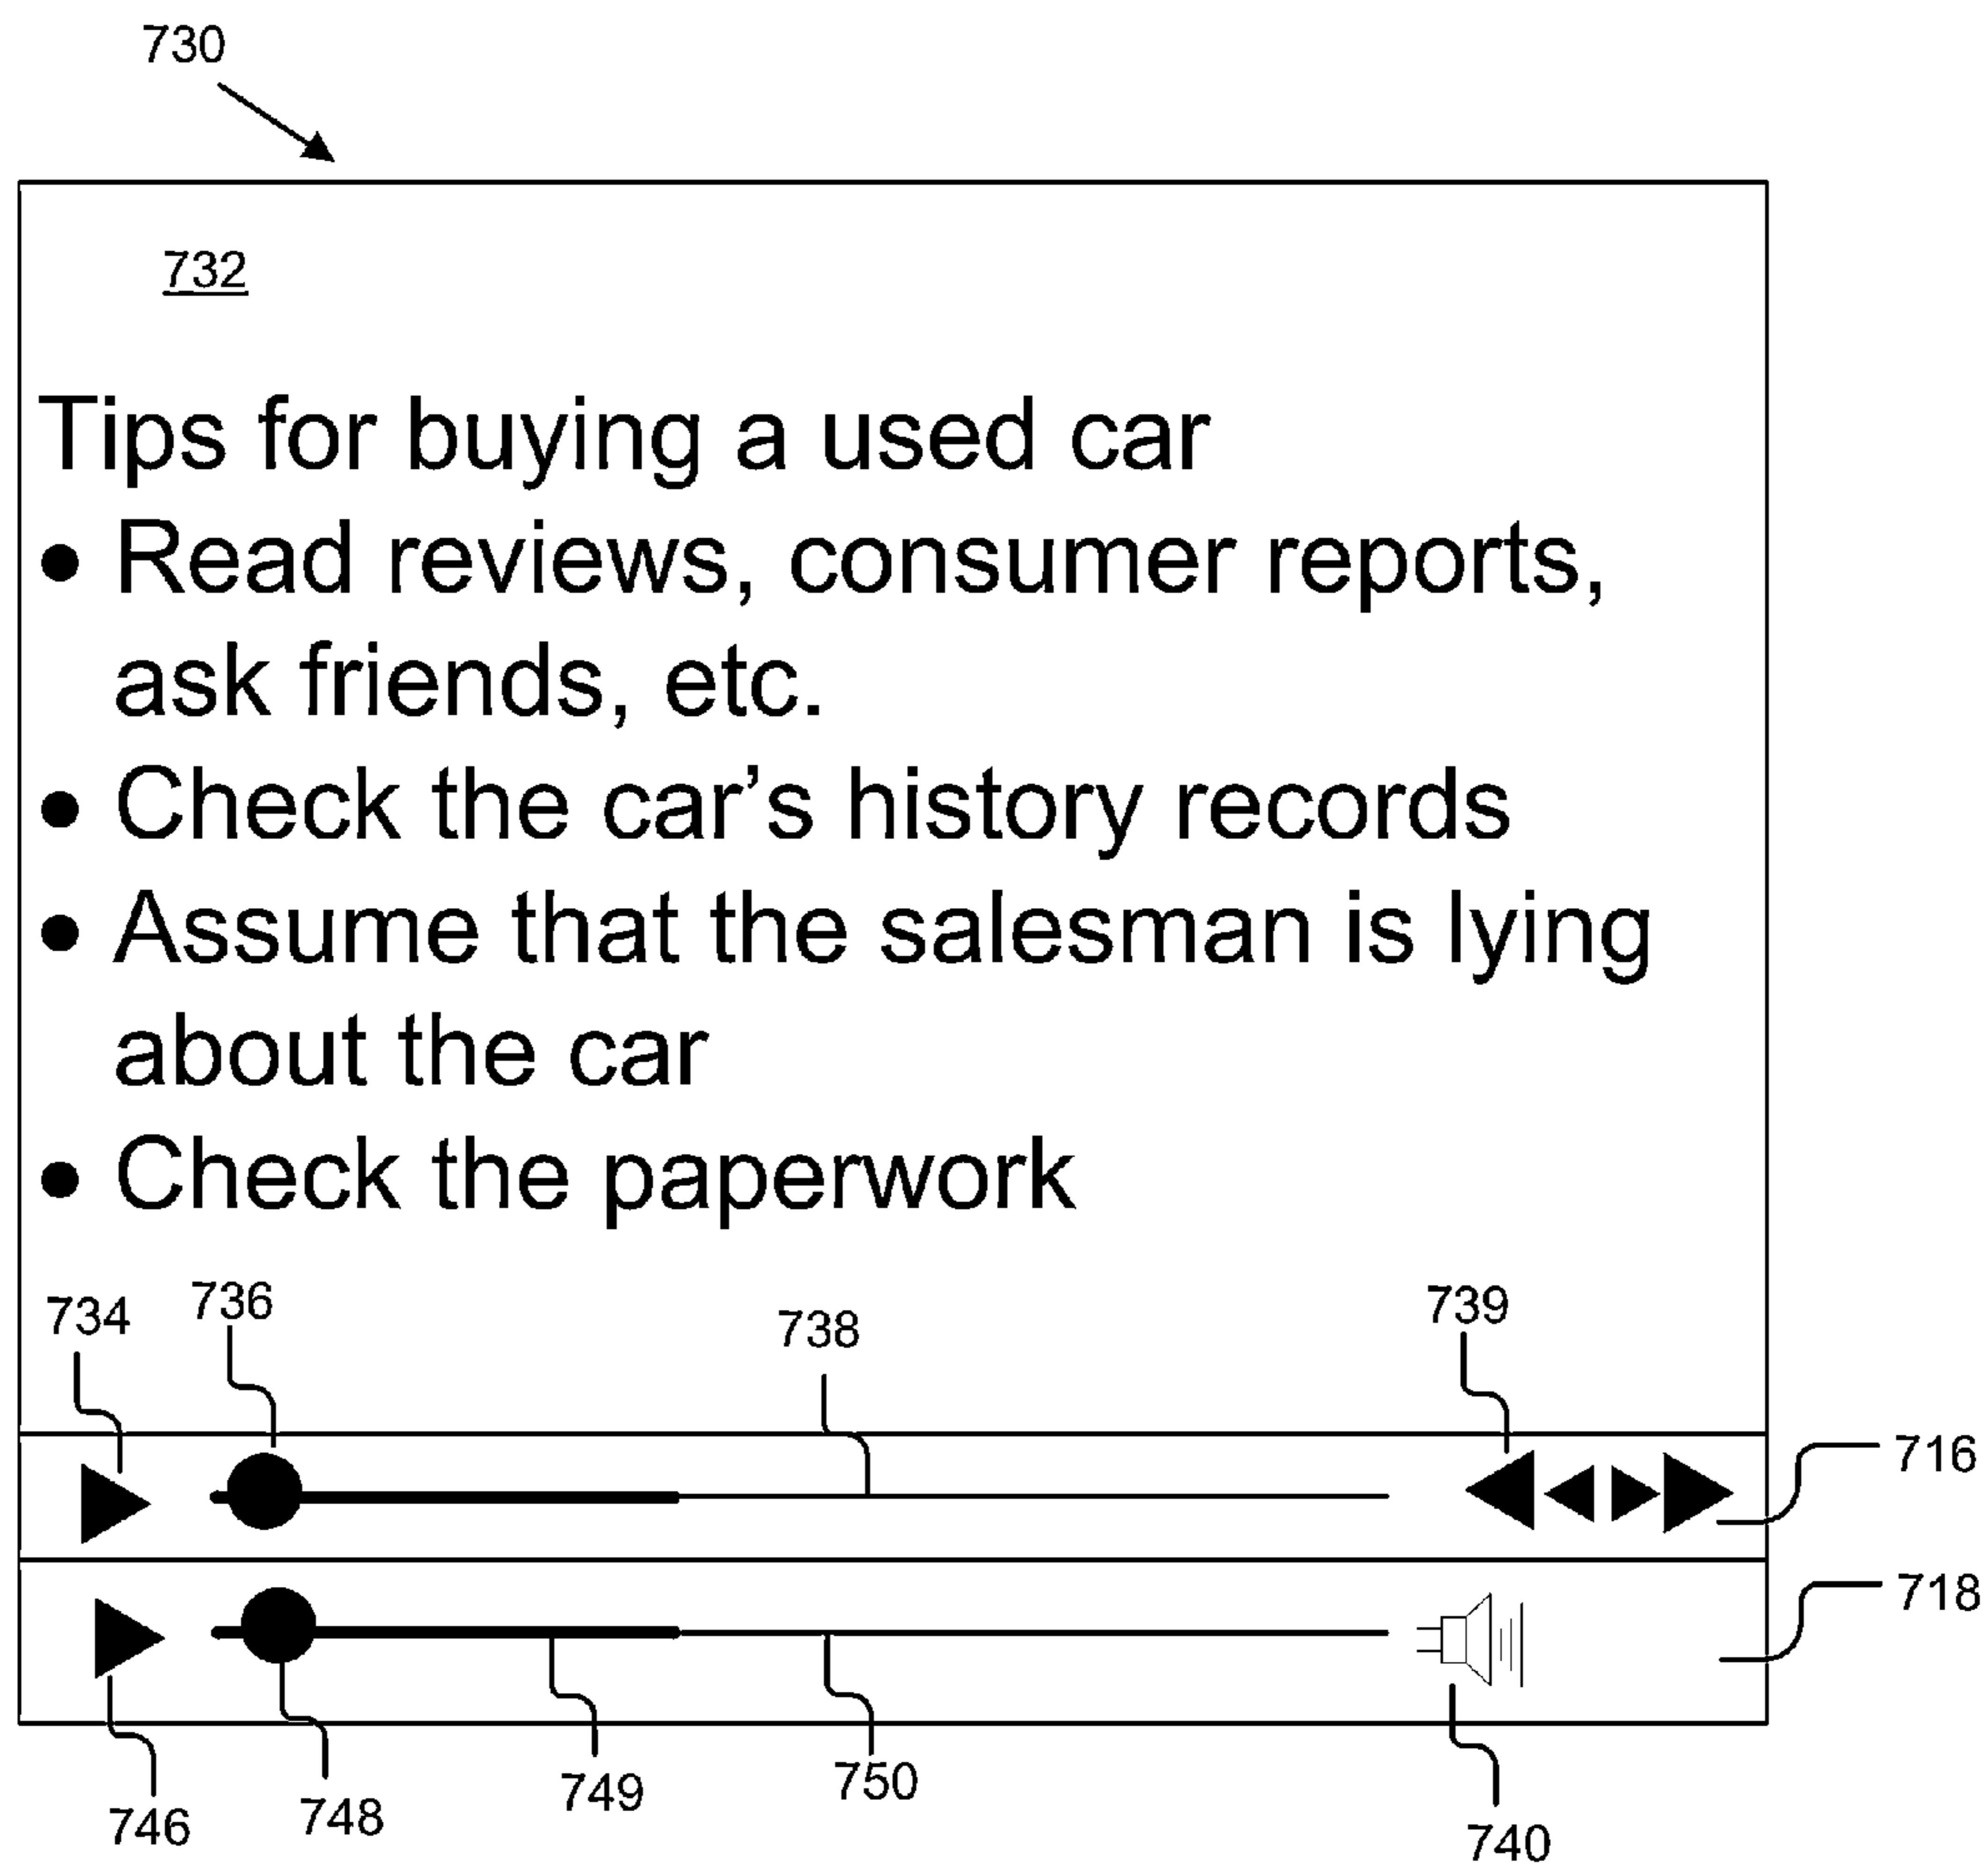 730
732
Tips for buying a used car
• Read reviews, consumer reports,
ask friends, etc.
• Check the car's history records
• Assume that the salesman is lying
about the car
• Check the paperwork
734
736
738
739
716
718
746
748
749
750
740